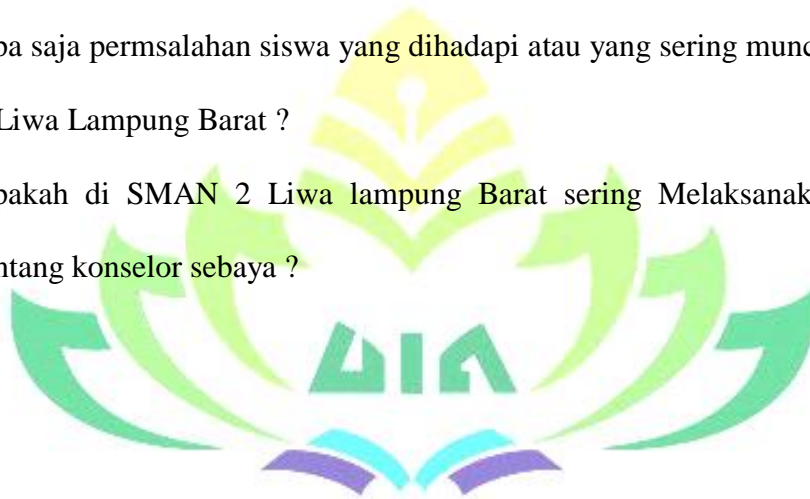 pa saja permsalahan siswa yang dihadapi atau yang sering munc
Liwa Lampung Barat ?
pakah di SMAN 2 Liwa lampung Barat sering Melaksanak
ntang konselor sebaya ?
UIN